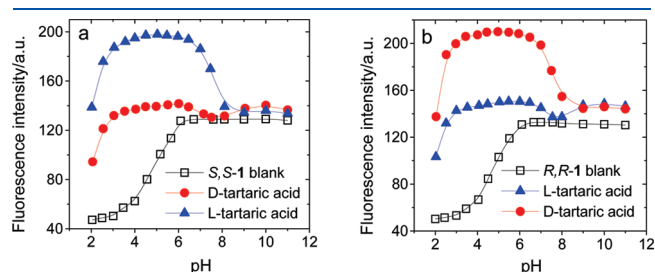 a
Fluorescence intensity/a.u.
200
160
120
80
40
S,S-1 blank
D-tartaric acid
L-tartaric acid
0 2 4 6 8 10 12
pH
b
Fluorescence intensity/a.u.
200
160
120
80
40
R,R-1 blank
L-tartaric acid
D-tartaric acid
2 4 6 8 10 12
pH